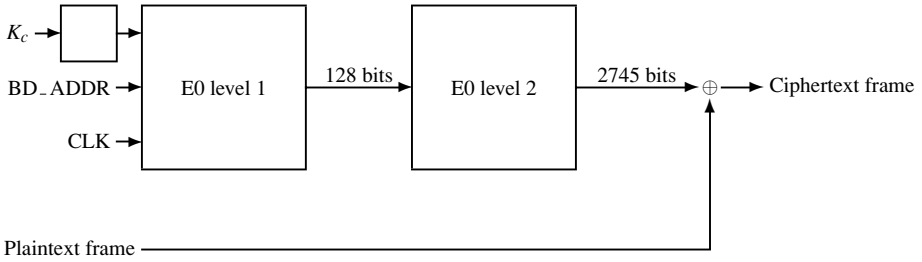 K_c
E0 level 1
128 bits
E0 level 2
2745 bits
⊕
Ciphertext frame
BD_ADDR
CLK
Plaintext frame